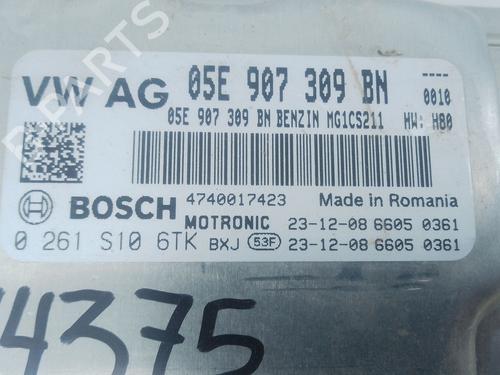 VW AG 05E 907 309 BN ----
0010
05E 907 309 BN BENZIN MG1CS211 HW: H80
BOSCH 4740017423 Made in Romania
MOTRONIC 23-12-08 6605 0361
0 261 S10 6TK BXJ 53F 23-12-08 6605 0361
4375
B PARTS